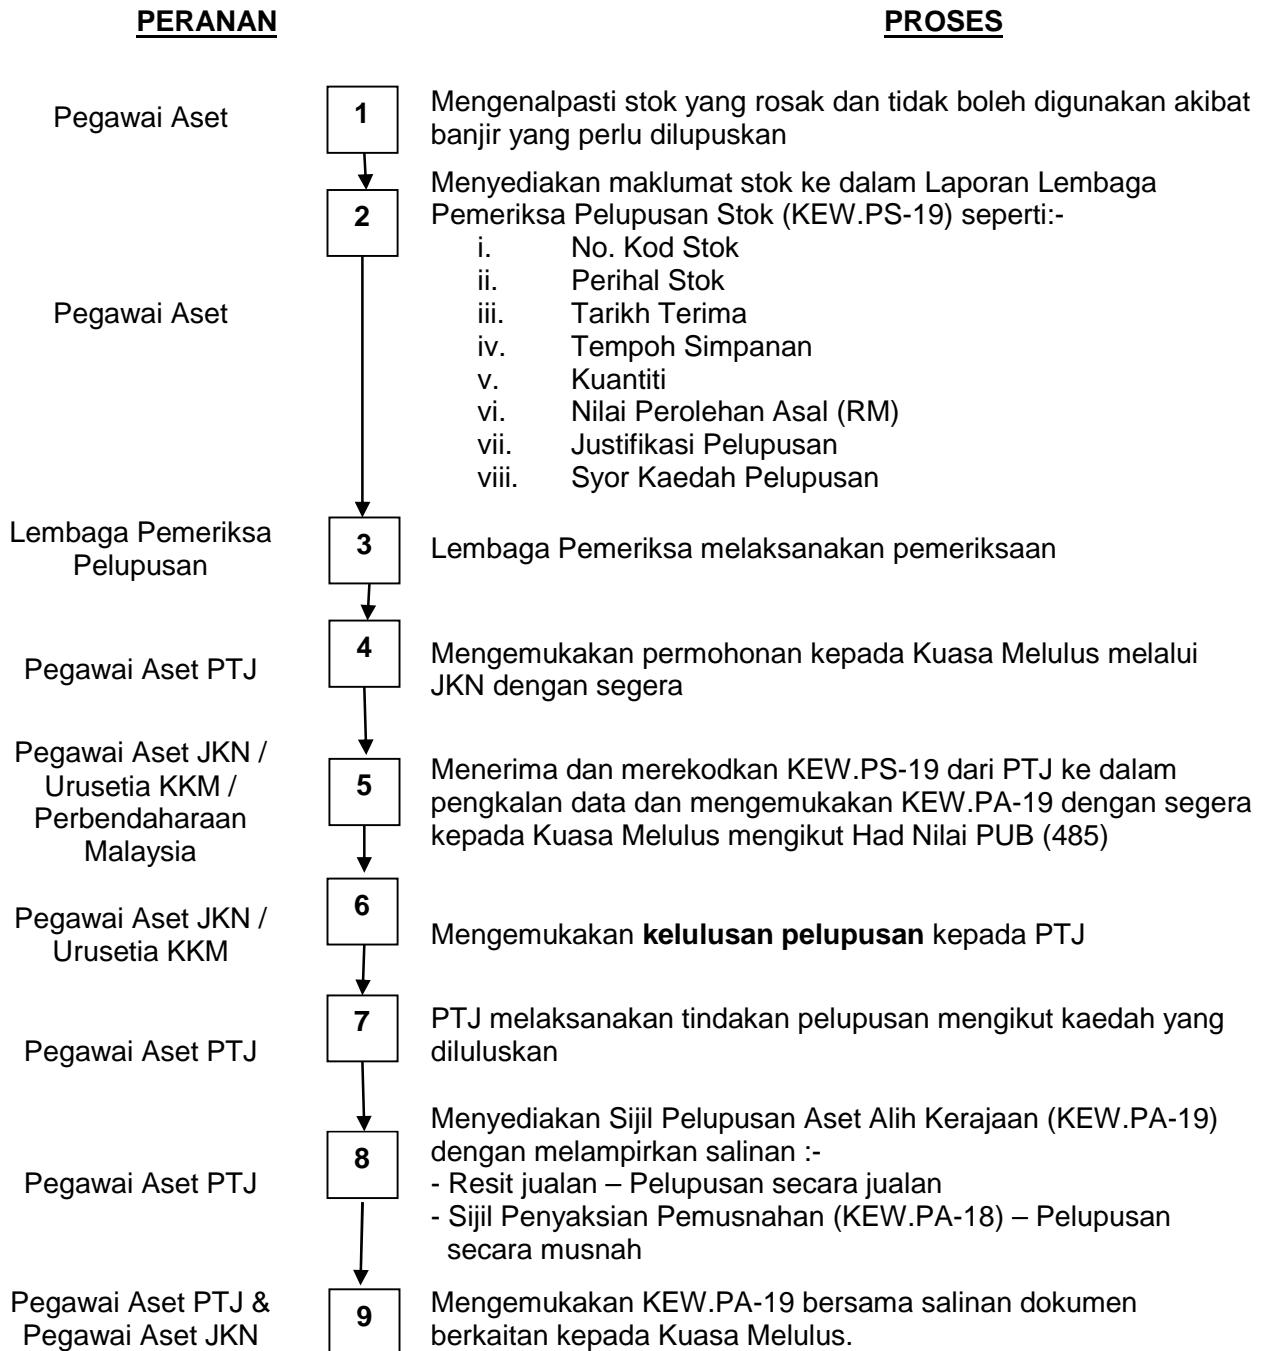 PERANAN PROSES
Pegawai Aset
1
Mengenalpasti stok yang rosak dan tidak boleh digunakan akibat
banjir yang perlu dilupuskan
Pegawai Aset
2
Menyediakan maklumat stok ke dalam Laporan Lembaga
Pemeriksa Pelupusan Stok (KEW.PS-19) seperti:-
i. No. Kod Stok
ii. Perihal Stok
iii. Tarikh Terima
iv. Tempoh Simpanan
v. Kuantiti
vi. Nilai Perolehan Asal (RM)
vii. Justifikasi Pelupusan
viii. Syor Kaedah Pelupusan
Lembaga Pemeriksa
Pelupusan
3
Lembaga Pemeriksa melaksanakan pemeriksaan
Pegawai Aset PTJ
4
Mengemukakan permohonan kepada Kuasa Melulus melalui
JKN dengan segera
Pegawai Aset JKN /
Urusetia KKM /
Perbendaharaan
Malaysia
5
Menerima dan merekodkan KEW.PS-19 dari PTJ ke dalam
pengkalan data dan mengemukakan KEW.PA-19 dengan segera
kepada Kuasa Melulus mengikut Had Nilai PUB (485)
Pegawai Aset JKN /
Urusetia KKM
6
Mengemukakan kelulusan pelupusan kepada PTJ
Pegawai Aset PTJ
7
PTJ melaksanakan tindakan pelupusan mengikut kaedah yang
diluluskan
Pegawai Aset PTJ
8
Menyediakan Sijil Pelupusan Aset Alih Kerajaan (KEW.PA-19)
dengan melampirkan salinan :-
- Resit jualan – Pelupusan secara jualan
- Sijil Penyaksian Pemusnahan (KEW.PA-18) – Pelupusan
secara musnah
Pegawai Aset PTJ &
Pegawai Aset JKN
9
Mengemukakan KEW.PA-19 bersama salinan dokumen
berkaitan kepada Kuasa Melulus.